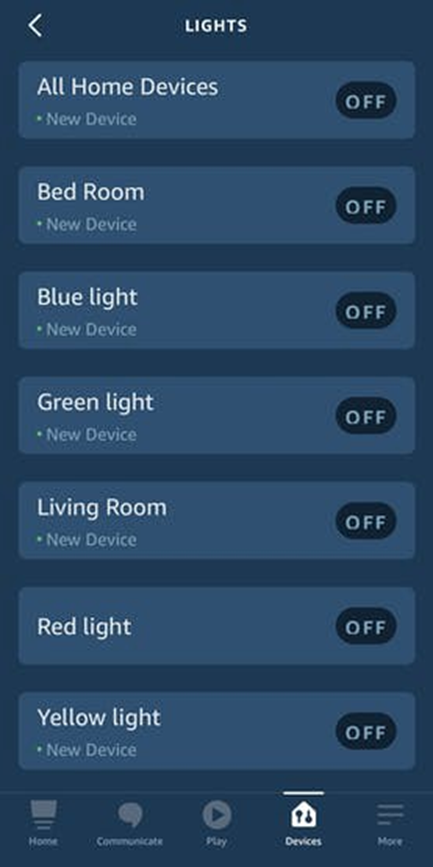 LIGHTS
All Home Devices
OFF
• New Device
Bed Room
OFF
• New Device
Blue light
OFF
• New Device
Green light
OFF
• New Device
Living Room
OFF
• New Device
Red light
OFF
Yellow light
OFF
• New Device
Home Communicate Play Devices More